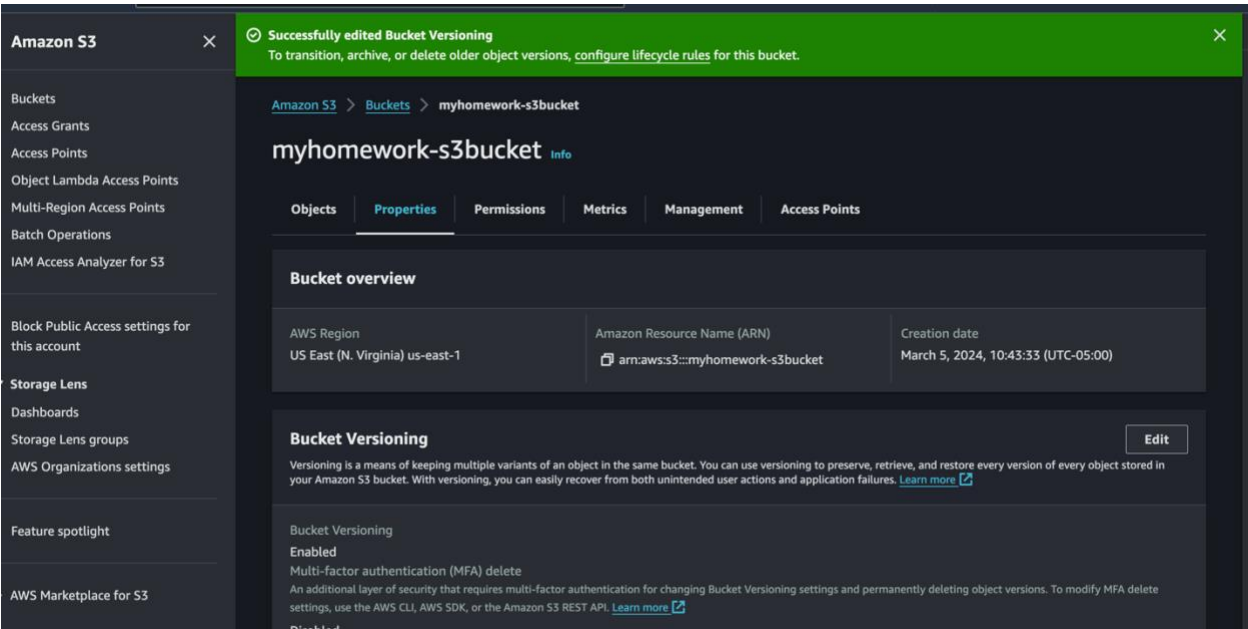 Amazon S3
Buckets
Access Grants
Access Points
Object Lambda Access Points
Multi-Region Access Points
Batch Operations
IAM Access Analyzer for S3
Block Public Access settings for
this account
Storage Lens
Dashboards
Storage Lens groups
AWS Organizations settings
Feature spotlight
AWS Marketplace for S3
Successfully edited Bucket Versioning
To transition, archive, or delete older object versions, configure lifecycle rules for this bucket.
Amazon S3 > Buckets > myhomework-s3bucket
myhomework-s3bucket Info
Objects Properties Permissions Metrics Management Access Points
Bucket overview
AWS Region
US East (N. Virginia) us-east-1
Amazon Resource Name (ARN)
arn:aws:s3:::myhomework-s3bucket
Creation date
March 5, 2024, 10:43:33 (UTC-05:00)
Bucket Versioning
Edit
Versioning is a means of keeping multiple variants of an object in the same bucket. You can use versioning to preserve, retrieve, and restore every version of every object stored in
your Amazon S3 bucket. With versioning, you can easily recover from both unintended user actions and application failures. Learn more
Bucket Versioning
Enabled
Multi-factor authentication (MFA) delete
An additional layer of security that requires multi-factor authentication for changing Bucket Versioning settings and permanently deleting object versions. To modify MFA delete
settings, use the AWS CLI, AWS SDK, or the Amazon S3 REST API. Learn more
Disabled